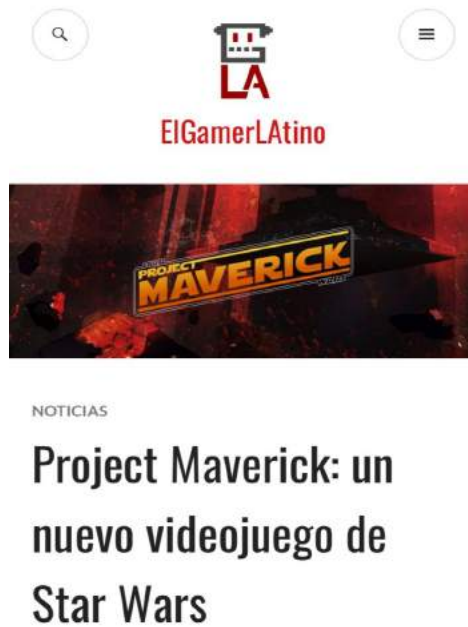 LA
ElGamerLAtino
PROJECT
MAVERICK
NOTICIAS
Project Maverick: un
nuevo videojuego de
Star Wars